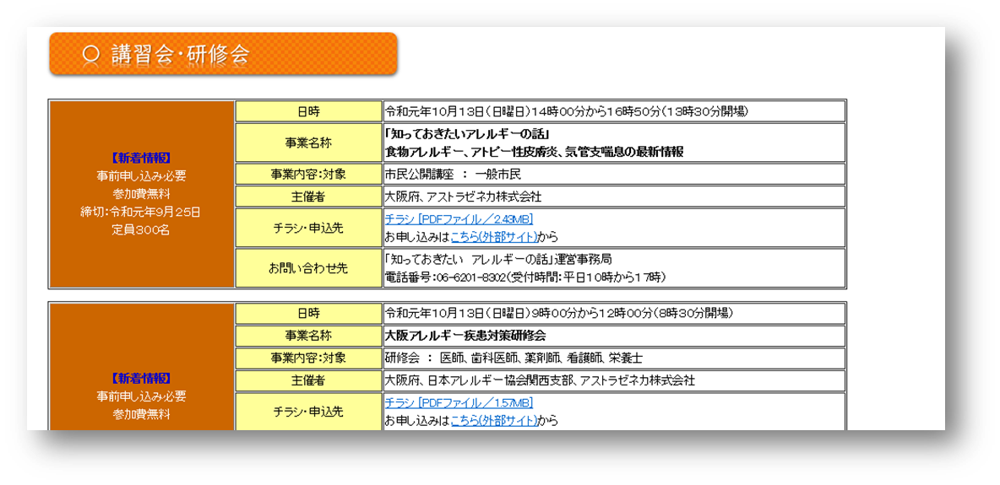 ○ 講習会・研修会
【新着情報】
事前申し込み必要
参加費無料
締切：令和元年9月25日
定員300名
日時
令和元年10月13日（日曜日）14時00分から16時50分（13時30分開場）
事業名称
「知っておきたいアレルギーの話」
食物アレルギー、アトピー性皮膚炎、気管支喘息の最新情報
事業内容：対象
市民公開講座 ： 一般市民
主催者
大阪府、アストラゼネカ株式会社
チラシ・申込先
チラシ [PDFファイル／2.43MB]
お申し込みはこちら(外部サイト)から
お問い合わせ先
「知っておきたい　アレルギーの話」運営事務局
電話番号：06-6201-8302（受付時間：平日10時から17時）
【新着情報】
事前申し込み必要
参加費無料
日時
令和元年10月13日（日曜日）9時00分から12時00分（8時30分開場）
事業名称
大阪アレルギー疾患対策研修会
事業内容：対象
研修会 ： 医師、歯科医師、薬剤師、看護師、栄養士
主催者
大阪府、日本アレルギー協会関西支部、アストラゼネカ株式会社
チラシ・申込先
チラシ [PDFファイル／1.57MB]
お申し込みはこちら(外部サイト)から